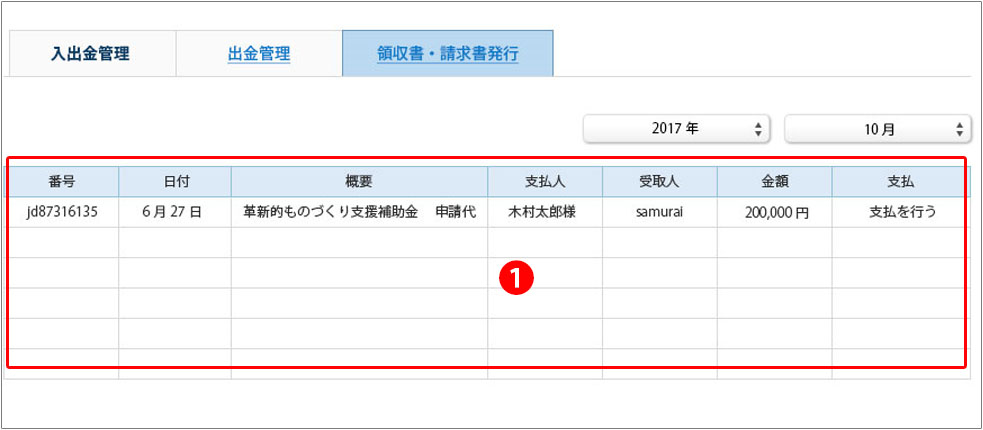 入出金管理 出金管理 領収書・請求書発行
2017 年 10 月
番号 日付 概要 支払人 受取人 金額 支払
jd87316135 6 月 27 日 革新的ものづくり支援補助金 申請代 木村太郎様 samurai 200,000 円 支払を行う
1